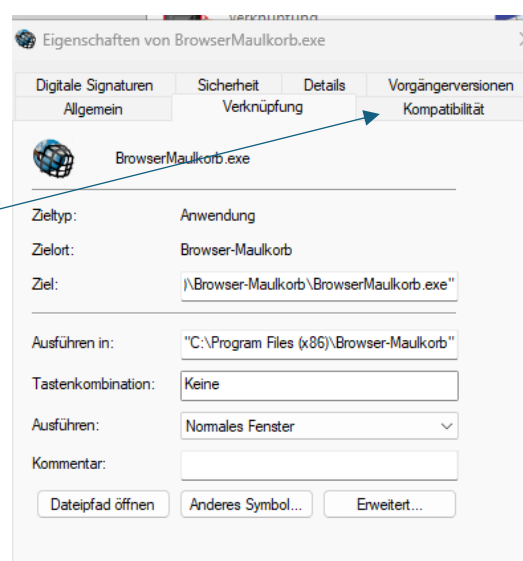 Verknüpfung
Eigenschaften von BrowserMaulkorb.exe
Digitale Signaturen Sicherheit Details Vorgängerversionen
Allgemein Verknüpfung Kompatibilität
BrowserMaulkorb.exe
Zieltyp: Anwendung
Zielort: Browser-Maulkorb
Ziel: )\Browser-Maulkorb\BrowserMaulkorb.exe"
Ausführen in: "C:\Program Files (x86)\Browser-Maulkorb"
Tastenkombination: Keine
Ausführen: Normales Fenster
Kommentar:
Dateipfad öffnen Anderes Symbol... Erweitert...